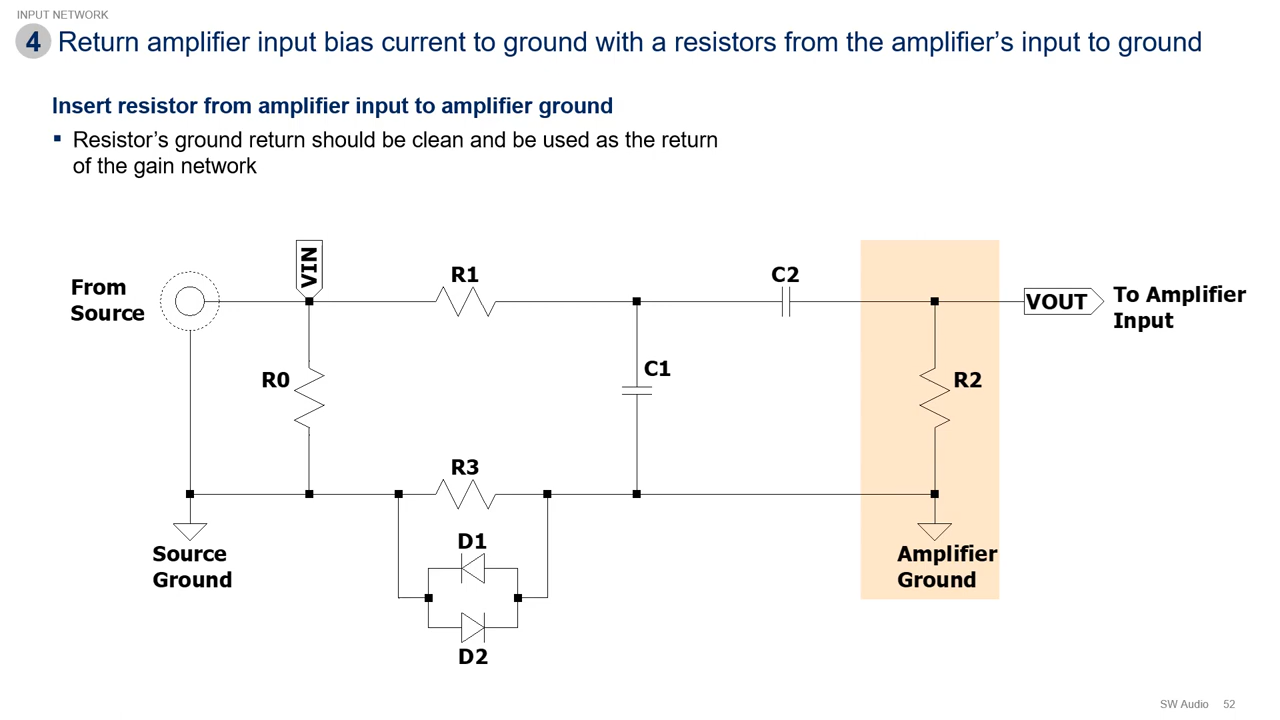 INPUT NETWORK
4 Return amplifier input bias current to ground with a resistors from the amplifier’s input to ground
Insert resistor from amplifier input to amplifier ground
▪ Resistor’s ground return should be clean and be used as the return
of the gain network
VIN
R1
C2
From
Source
VOUT
To Amplifier
Input
C1
R0
R2
R3
D1
Source
Ground
Amplifier
Ground
D2
SW Audio 52